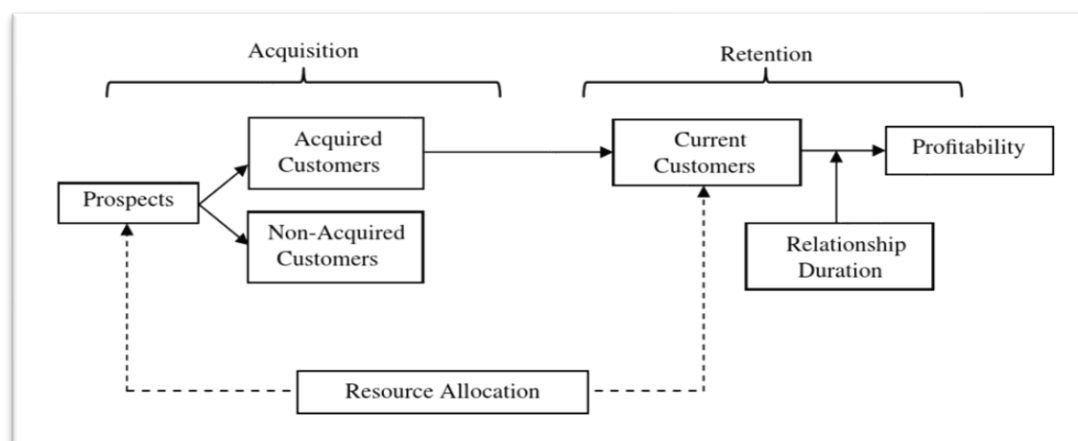 Acquisition
Retention
Acquired
Customers
Current
Customers
Profitability
Prospects
Non-Acquired
Customers
Relationship
Duration
Resource Allocation